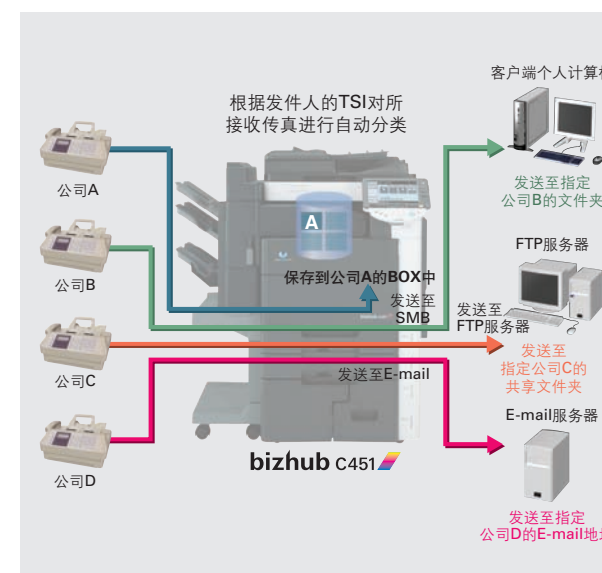 客户端个人计算机
根据发件人的TSI对所
接收传真进行自动分类
公司A
A
发送至指定
公司B的文件夹
FTP服务器
公司B
保存到公司A的BOX中
发送至
SMB
发送至
FTP服务器
公司C
发送至E-mail
发送至
指定公司C的
共享文件夹
E-mail服务器
公司D
bizhub C451
发送至指定
公司D的E-mail地